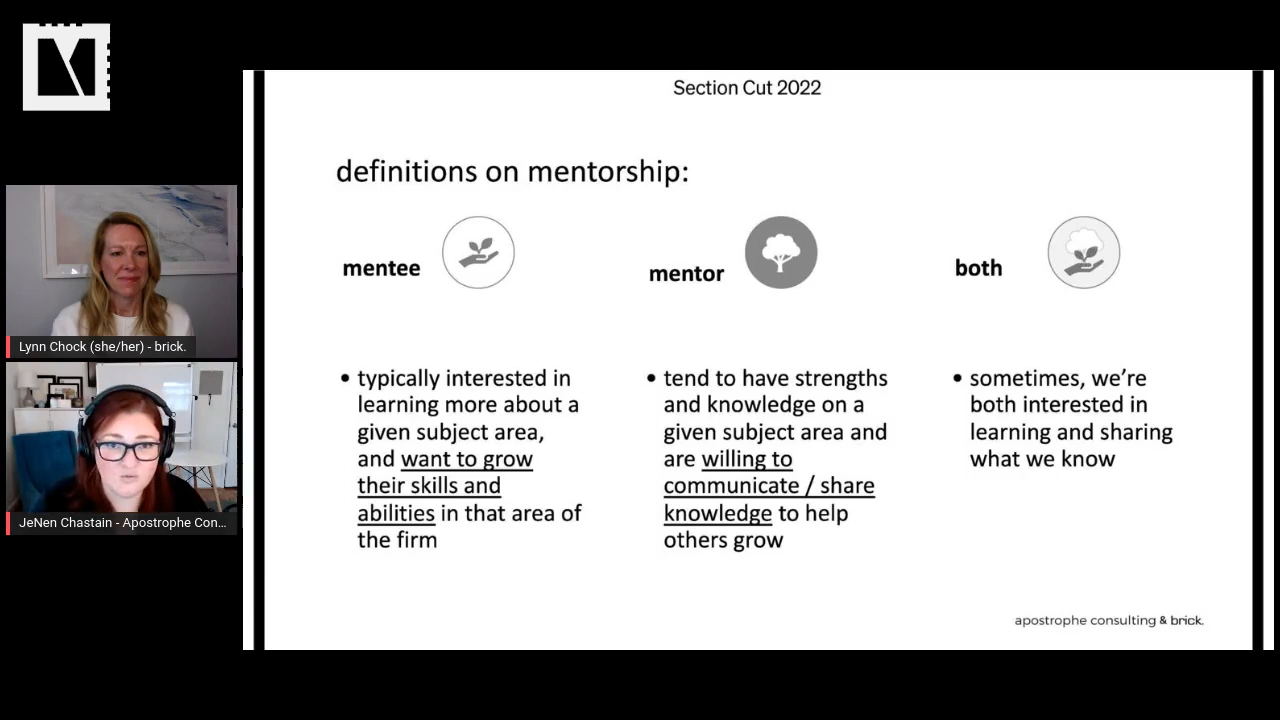 Section Cut 2022
definitions on mentorship:
mentee
mentor
both
• typically interested in
learning more about a
given subject area,
and want to grow
their skills and
abilities in that area of
the firm
• tend to have strengths
and knowledge on a
given subject area and
are willing to
communicate / share
knowledge to help
others grow
• sometimes, we’re
both interested in
learning and sharing
what we know
apostrophe consulting & brick.
Lynn Chock (she/her) - brick.
JeNen Chastain - Apostrophe Con...